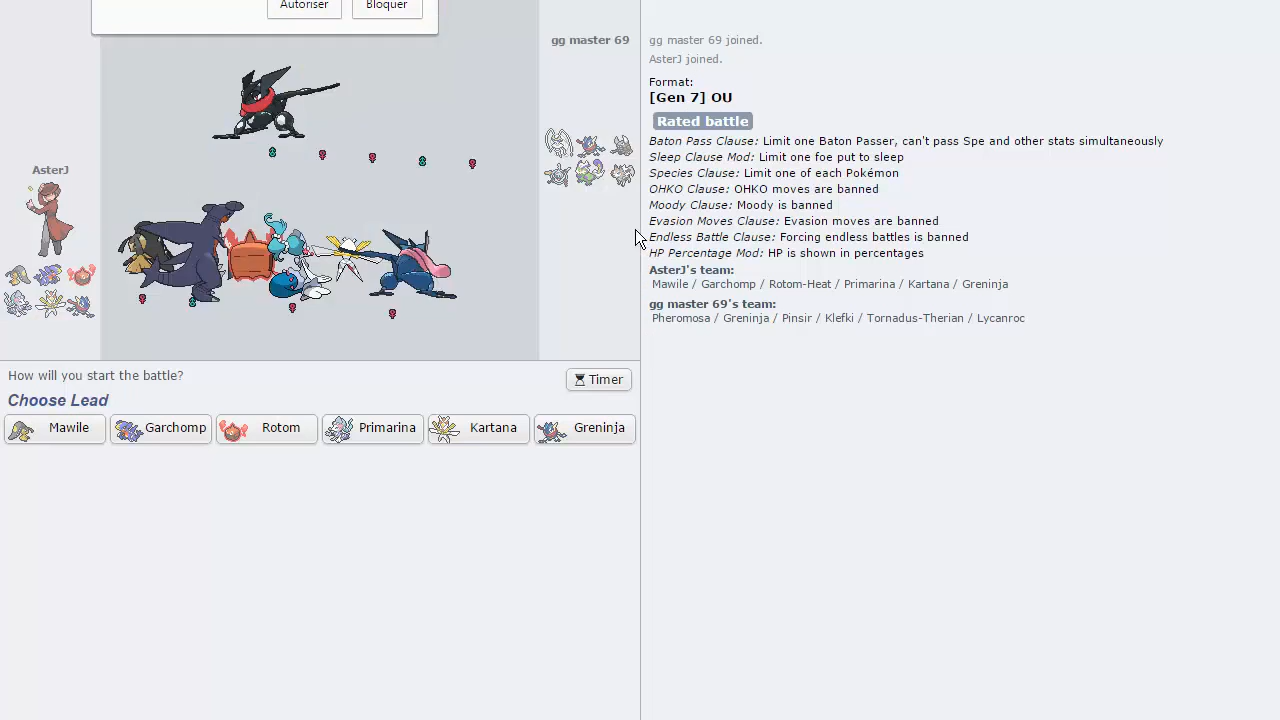 Autoriser Bloquer
gg master 69
AsterJ
How will you start the battle?
Timer
Choose Lead
Mawile Garchomp Rotom Primarina Kartana Greninja
gg master 69 joined.
AsterJ joined.
Format:
[Gen 7] OU
Rated battle
Baton Pass Clause: Limit one Baton Passer, can't pass Spe and other stats simultaneously
Sleep Clause Mod: Limit one foe put to sleep
Species Clause: Limit one of each Pokémon
OHKO Clause: OHKO moves are banned
Moody Clause: Moody is banned
Evasion Moves Clause: Evasion moves are banned
Endless Battle Clause: Forcing endless battles is banned
HP Percentage Mod: HP is shown in percentages
AsterJ's team:
Mawile / Garchomp / Rotom-Heat / Primarina / Kartana / Greninja
gg master 69's team:
Pheromosa / Greninja / Pinsir / Klefki / Tornadus-Therian / Lycanroc